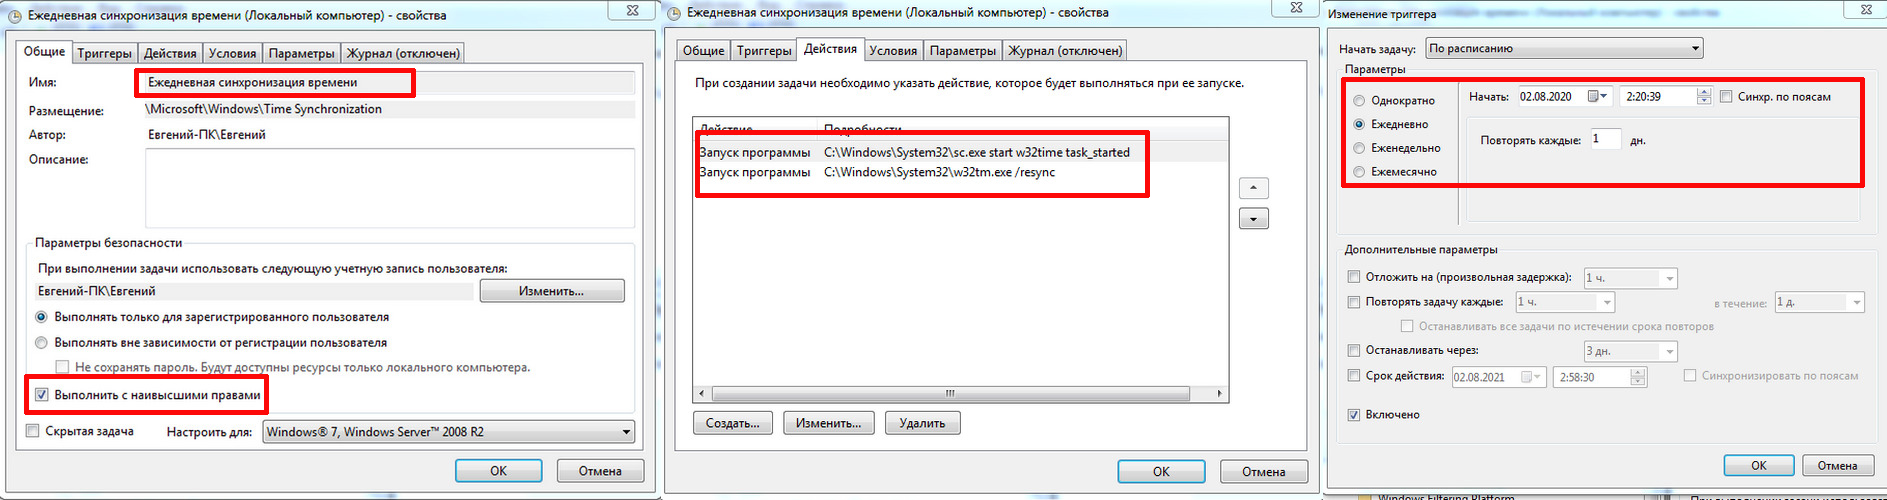 Ежедневная синхронизация времени (Локальный компьютер) - свойства
Общие Триггеры Действия Условия Параметры Журнал (отключен)
Имя: Ежедневная синхронизация времени
Размещение: \Microsoft\Windows\Time Synchronization
Автор: Евгений-ПК\Евгений
Описание:
Параметры безопасности
При выполнении задачи использовать следующую учетную запись пользователя:
Евгений-ПК\Евгений Изменить...
Выполнять только для зарегистрированного пользователя
Выполнять вне зависимости от регистрации пользователя
Не сохранять пароль. Будут доступны ресурсы только локального компьютера.
Выполнить с наивысшими правами
Скрытая задача Настроить для: Windows® 7, Windows Server™ 2008 R2
ОК Отмена
Ежедневная синхронизация времени (Локальный компьютер) - свойства
Общие Триггеры Действия Условия Параметры Журнал (отключен)
При создании задачи необходимо указать действие, которое будет выполняться при ее запуске.
Действие Подробности
Запуск программы C:\Windows\System32\sc.exe start w32time task_started
Запуск программы C:\Windows\System32\w32tm.exe /resync
Создать... Изменить... Удалить
ОК Отмена
Изменение триггера
Начать задачу: По расписанию
Параметры
Однократно
Ежедневно
Еженедельно
Ежемесячно
Начать: 02.08.2020 2:20:39 Синхр. по поясам
Повторять каждые: 1 дн.
Дополнительные параметры
Отложить на (произвольная задержка): 1 ч.
Повторять задачу каждые: 1 ч. в течение: 1 д.
Останавливать все задачи по истечении срока повторов
Останавливать через: 3 дн.
Срок действия: 02.08.2021 2:58:30 Синхронизировать по поясам
Включено
ОК Отмена
Windows Filtering Platform